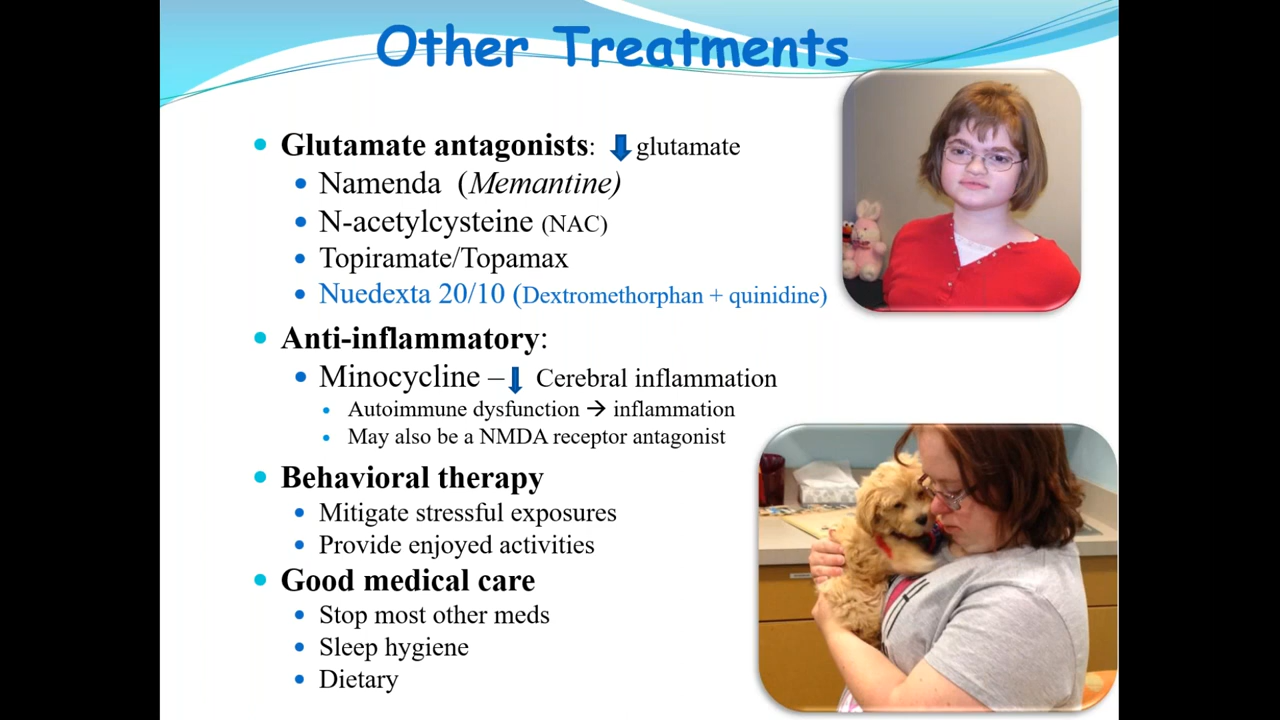 Other Treatments
• Glutamate antagonists: ⬇ glutamate
• Namenda (Memantine)
• N-acetylcysteine (NAC)
• Topiramate/Topamax
• Nuedexta 20/10 (Dextromethorphan + quinidine)
• Anti-inflammatory:
• Minocycline –⬇ Cerebral inflammation
• Autoimmune dysfunction → inflammation
• May also be a NMDA receptor antagonist
• Behavioral therapy
• Mitigate stressful exposures
• Provide enjoyed activities
• Good medical care
• Stop most other meds
• Sleep hygiene
• Dietary